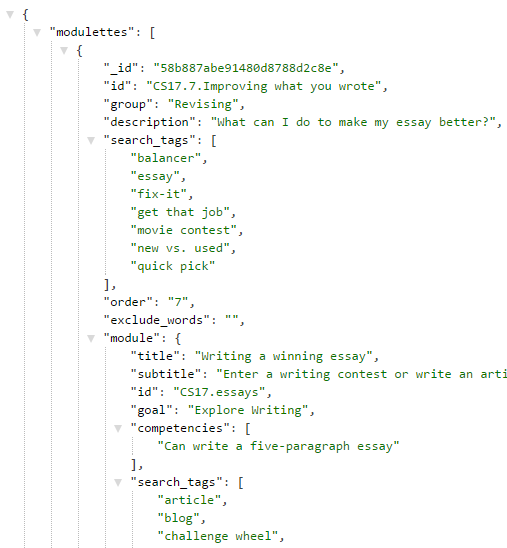 {
"modulettes": [
{
"_id": "58b887abe91480d8788d2c8e",
"id": "CS17.7.Improving what you wrote",
"group": "Revising",
"description": "What can I do to make my essay better?",
"search_tags": [
"balancer",
"essay",
"fix-it",
"get that job",
"movie contest",
"new vs. used",
"quick pick"
],
"order": "7",
"exclude_words": "",
"module": {
"title": "Writing a winning essay",
"subtitle": "Enter a writing contest or write an arti
"id": "CS17.essays",
"goal": "Explore Writing",
"competencies": [
"Can write a five-paragraph essay"
],
"search_tags": [
"article",
"blog",
"challenge wheel",